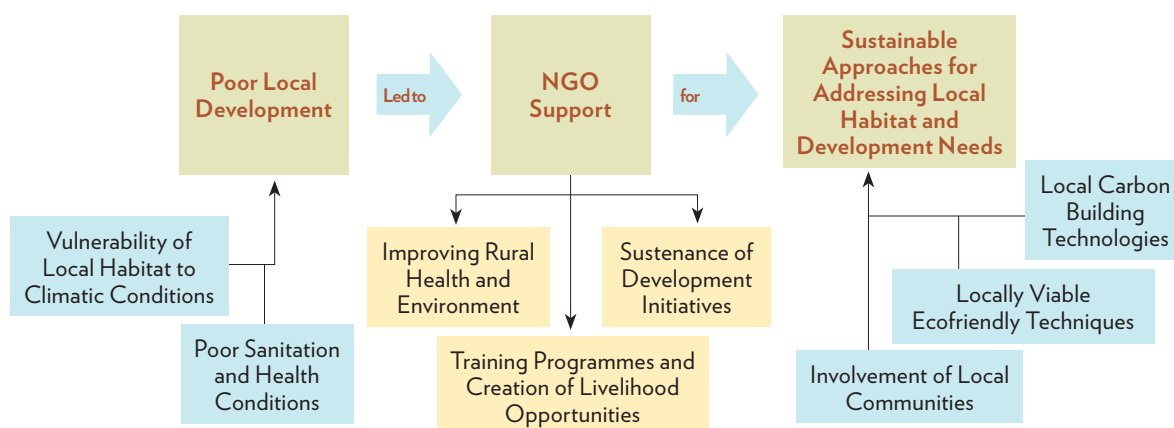 Poor Local
Development
Led to
NGO
Support
for
Sustainable
Approaches for
Addressing Local
Habitat and
Development Needs
Vulnerability of
Local Habitat to
Climatic Conditions
Poor Sanitation
and Health
Conditions
Improving Rural
Health and
Environment
Sustenance of
Development
Initiatives
Training Programmes and
Creation of Livelihood
Opportunities
Local Carbon
Building
Technologies
Locally Viable
Ecofriendly Techniques
Involvement of Local
Communities